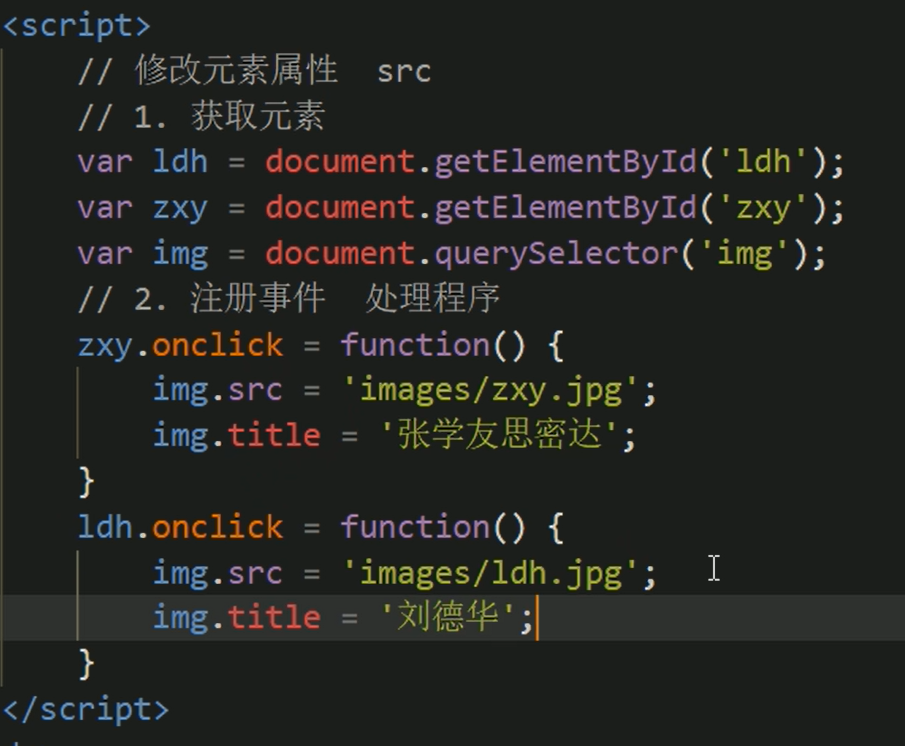 <script>
// 修改元素属性  src
// 1. 获取元素
var ldh = document.getElementById('ldh');
var zxy = document.getElementById('zxy');
var img = document.querySelector('img');
// 2. 注册事件  处理程序
zxy.onclick = function() {
img.src = 'images/zxy.jpg';
img.title = '张学友思密达';
}
ldh.onclick = function() {
img.src = 'images/ldh.jpg';
img.title = '刘德华';
}
</script>